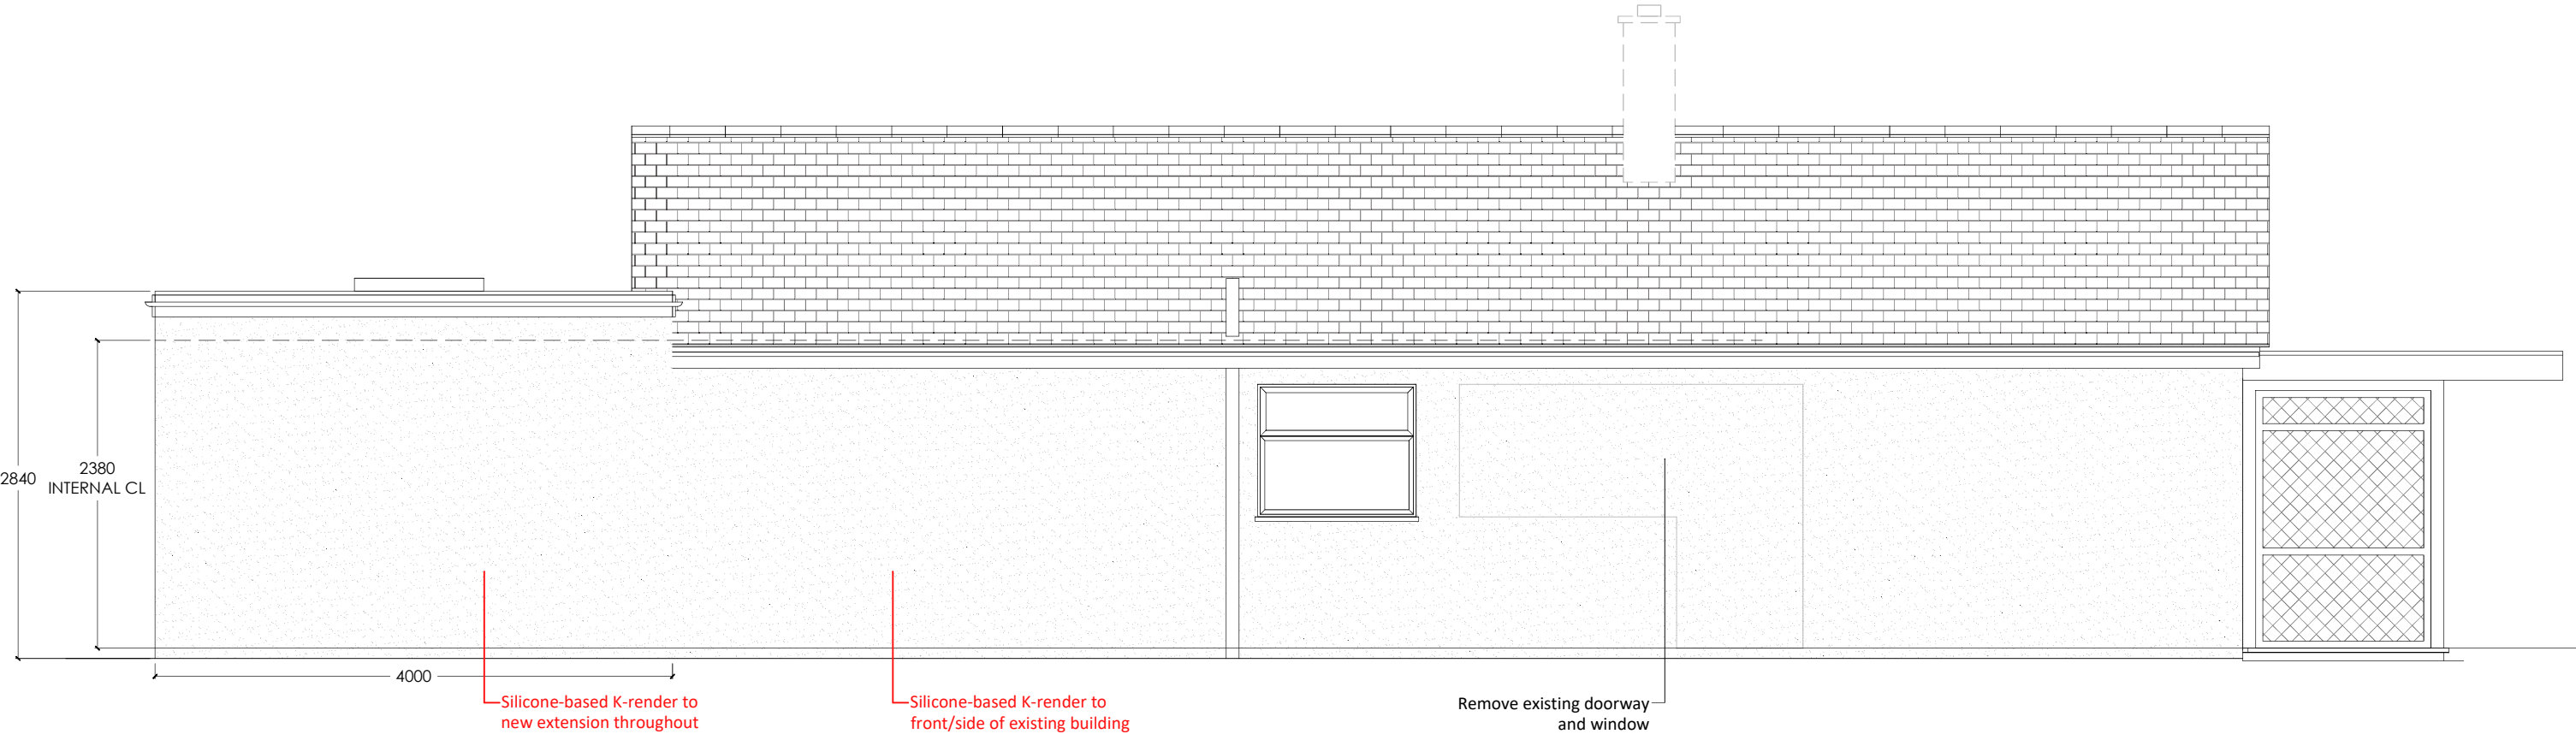 2840
2380
INTERNAL CL
4000
Silicone-based K-render to
new extension throughout
Silicone-based K-render to
front/side of existing building
Remove existing doorway
and window